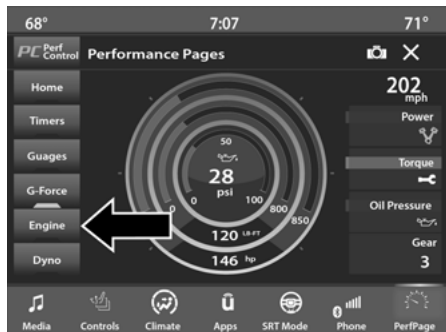 68° 7:07 71°
PC Perf Control Performance Pages
202
mph
Home
Timers
Guages
G-Force
Engine
Dyno
50
28
psi
0 100
0 800 850
120 LB-FT
146 hp
Power
Torque
Oil Pressure
Gear
3
Media Controls Climate Apps SRT Mode Phone PerfPage
0